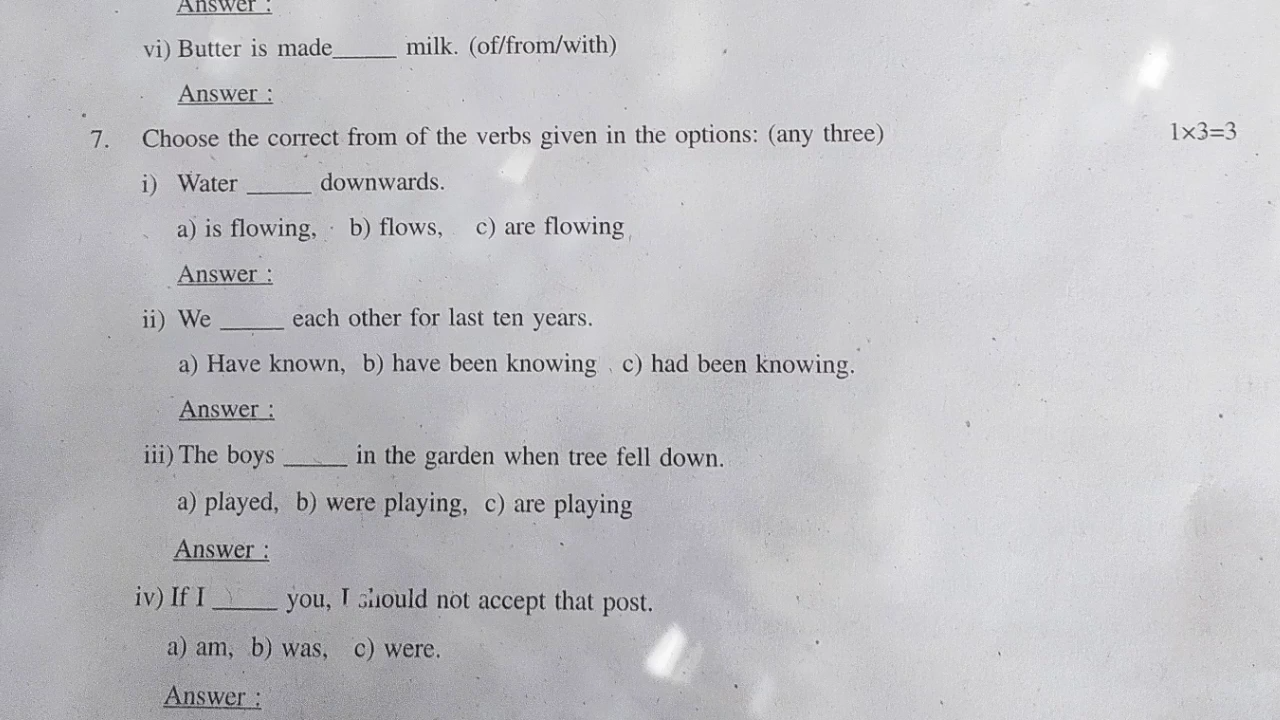 Answer :
vi) Butter is made_____ milk. (of/from/with)
Answer :
7. Choose the correct from of the verbs given in the options: (any three) 1×3=3
i) Water _____ downwards.
a) is flowing, b) flows, c) are flowing
Answer :
ii) We _____ each other for last ten years.
a) Have known, b) have been knowing c) had been knowing.
Answer :
iii) The boys _____ in the garden when tree fell down.
a) played, b) were playing, c) are playing
Answer :
iv) If I _____ you, I should not accept that post.
a) am, b) was, c) were.
Answer :